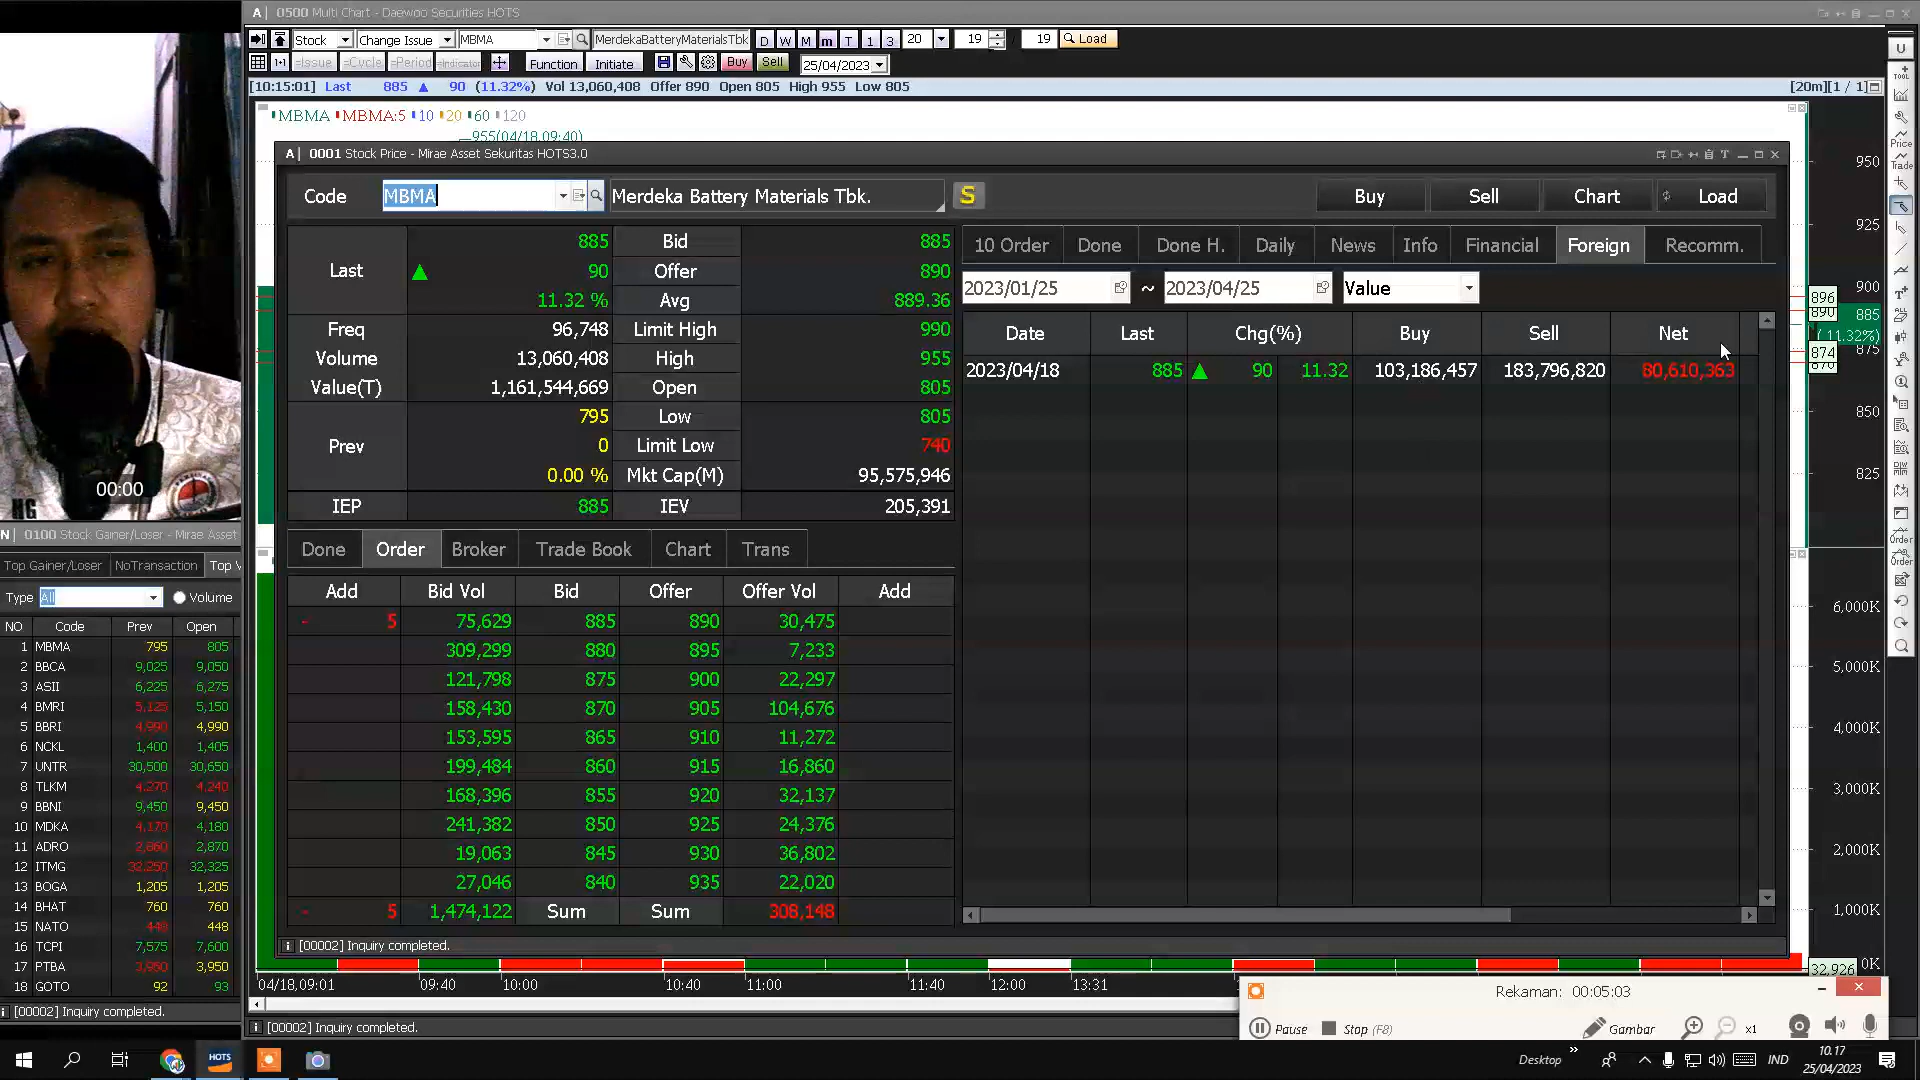 0500 Multi Chart - Daewoo Securities HOTS
Stock Change Issue MBMA MerdekaBatteryMaterialsTbk D W M m T 1 3 20 19 19 Load
Function Initiate Buy Sell 25/04/2023
[10:15:01] Last 885 ▲ 90 (11.32%) Vol 13,060,408 Offer 890 Open 805 High 955 Low 805 [20m][1 / 1]
MBMA MBMA:5 10 20 60 120
955(04/18,09:40)
0001 Stock Price - Mirae Asset Sekuritas HOTS3.0
Code MBMA Merdeka Battery Materials Tbk. S Buy Sell Chart Load
Last 885 Bid 885
▲ 90 Offer 890
11.32 % Avg 889.36
Freq 96,748 Limit High 990
Volume 13,060,408 High 955
Value(T) 1,161,544,669 Open 805
Prev 795 Low 805
0 Limit Low 740
0.00 % Mkt Cap(M) 95,575,946
IEP 885 IEV 205,391
10 Order Done Done H. Daily News Info Financial Foreign Recomm.
2023/01/25 ~ 2023/04/25 Value
Date Last Chg(%) Buy Sell Net
2023/04/18 885 ▲ 90 11.32 103,186,457 183,796,820 80,610,363
Done Order Broker Trade Book Chart Trans
Add Bid Vol Bid Offer Offer Vol Add
- 5 75,629 885 890 30,475
309,299 880 895 7,233
121,798 875 900 22,297
158,430 870 905 104,676
153,595 865 910 11,272
199,484 860 915 16,860
168,396 855 920 32,137
241,382 850 925 24,376
19,063 845 930 36,802
27,046 840 935 22,020
- 5 1,474,122 Sum Sum 308,148
[00002] Inquiry completed.
950
925
900
896
885
(11.32%)
874
850
825
6,000K
5,000K
4,000K
3,000K
2,000K
1,000K
0K
32,926
04/18,09:01 09:40 10:00 10:40 11:00 11:40 12:00 13:31
[00002] Inquiry completed.
00:00
HG
0100 Stock Gainer/Loser - Mirae Asset
Top Gainer/Loser NoTransaction Top V
Type All Volume
NO Code Prev Open
1 MBMA 795 805
2 BBCA 9,025 9,050
3 ASII 6,225 6,275
4 BMRI 5,125 5,150
5 BBRI 4,990 4,990
6 NCKL 1,400 1,405
7 UNTR 30,500 30,650
8 TLKM 4,270 4,240
9 BBNI 9,450 9,450
10 MDKA 4,170 4,180
11 ADRO 2,860 2,870
12 ITMG 32,250 32,325
13 BOGA 1,205 1,205
14 BHAT 760 760
15 NATO 448 448
16 TCPI 7,575 7,600
17 PTBA 3,950 3,950
18 GOTO 92 93
[00002] Inquiry completed.
U
TOOL
Price
Trade
Order
Order
Rekaman: 00:05:03
Pause Stop (F8) Gambar x1
HOTS
Desktop » IND 10.17
25/04/2023